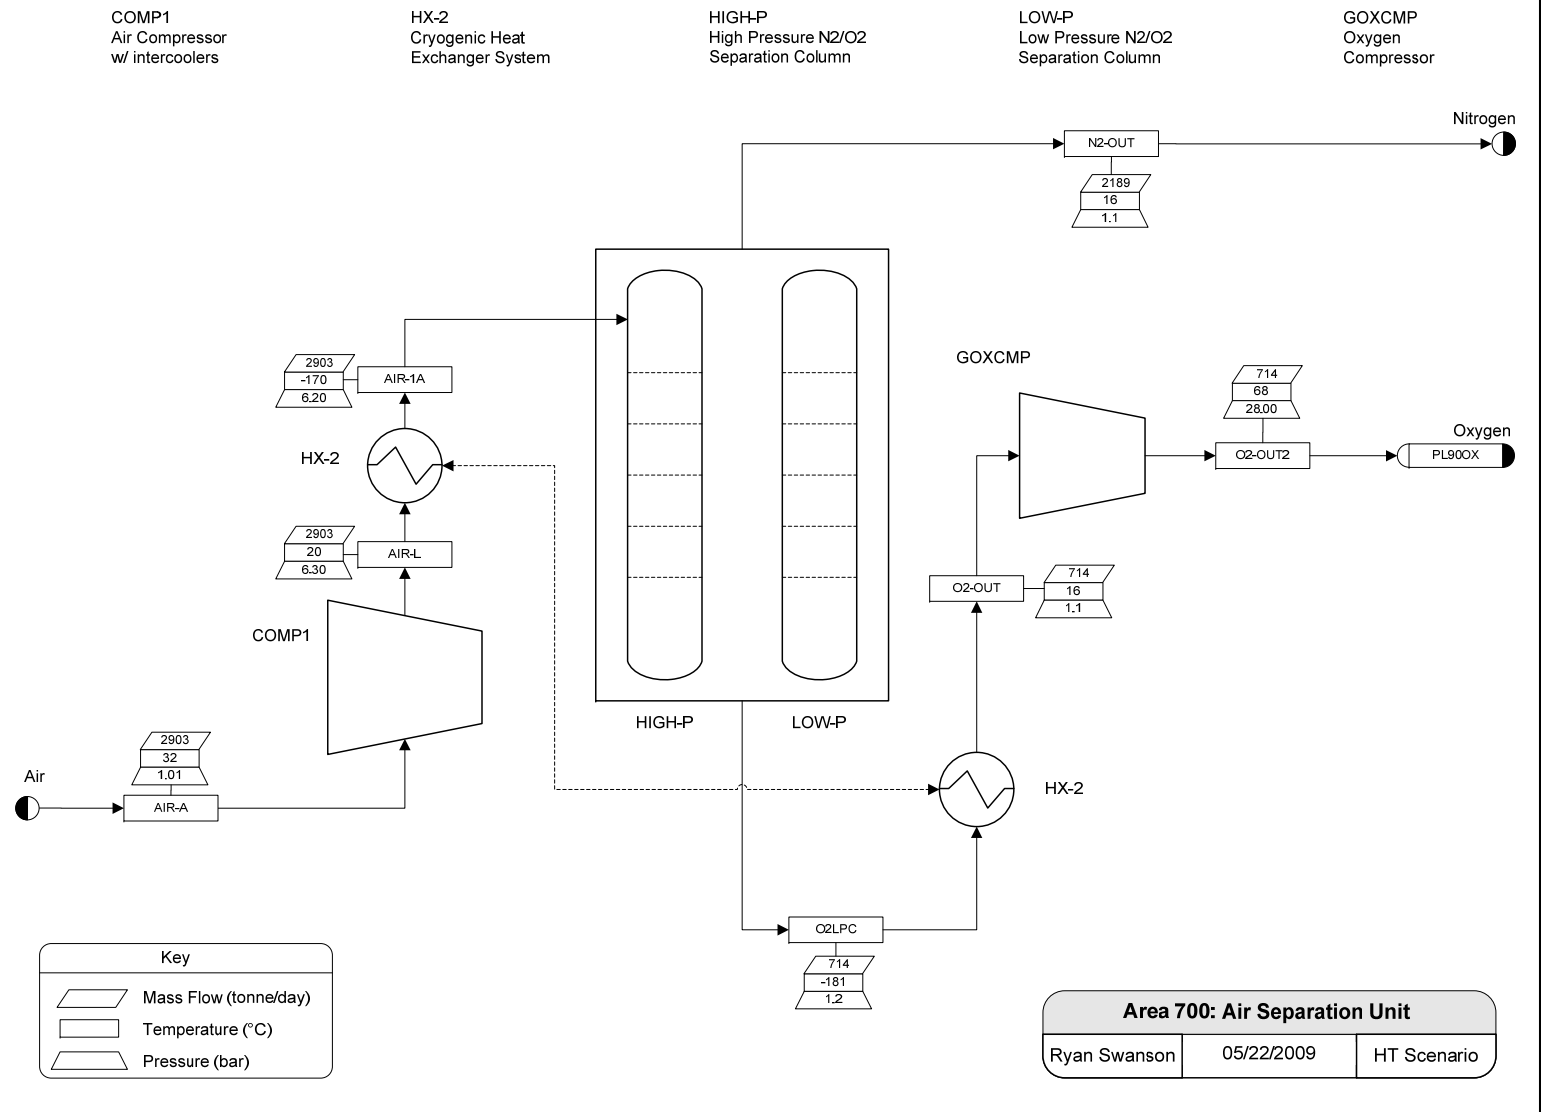 COMP1
Air Compressor
w/ intercoolers
HX-2
Cryogenic Heat
Exchanger System
HIGH-P
High Pressure N2/O2
Separation Column
LOW-P
Low Pressure N2/O2
Separation Column
GOXCMP
Oxygen
Compressor
Nitrogen
N2-OUT
2189
16
1.1
2903
-170
6.20
AIR-1A
HX-2
2903
20
6.30
AIR-L
COMP1
2903
32
1.01
Air
AIR-A
HIGH-P
LOW-P
GOXCMP
714
68
28.00
Oxygen
O2-OUT2
PL90OX
O2-OUT
714
16
1.1
HX-2
O2LPC
714
-181
1.2
Key
Mass Flow (tonne/day)
Temperature (°C)
Pressure (bar)
Area 700: Air Separation Unit
Ryan Swanson
05/22/2009
HT Scenario